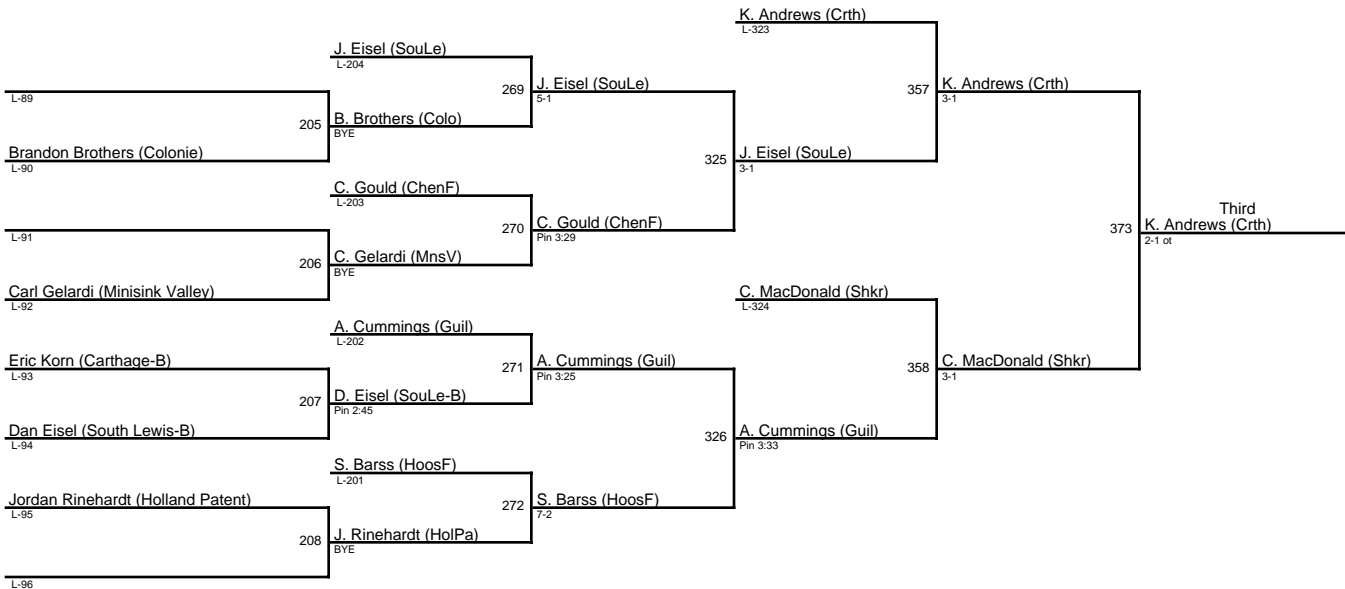 K. Andrews (Crth)
L-323
J. Eisel (SouLe)
L-204
L-89
269
J. Eisel (SouLe)
5-1
357
K. Andrews (Crth)
3-1
205
B. Brothers (Colo)
BYE
Brandon Brothers (Colonie)
L-90
325
J. Eisel (SouLe)
3-1
C. Gould (ChenF)
L-203
L-91
270
C. Gould (ChenF)
Pin 3:29
373
Third
K. Andrews (Crth)
2-1 ot
206
C. Gelardi (MnsV)
BYE
Carl Gelardi (Minisink Valley)
L-92
C. MacDonald (Shkr)
L-324
A. Cummings (Guil)
L-202
Eric Korn (Carthage-B)
L-93
271
A. Cummings (Guil)
Pin 3:25
358
C. MacDonald (Shkr)
3-1
207
D. Eisel (SouLe-B)
Pin 2:45
Dan Eisel (South Lewis-B)
L-94
326
A. Cummings (Guil)
Pin 3:33
S. Barss (HoosF)
L-201
Jordan Rinehardt (Holland Patent)
L-95
272
S. Barss (HoosF)
7-2
208
J. Rinehardt (HolPa)
BYE
L-96